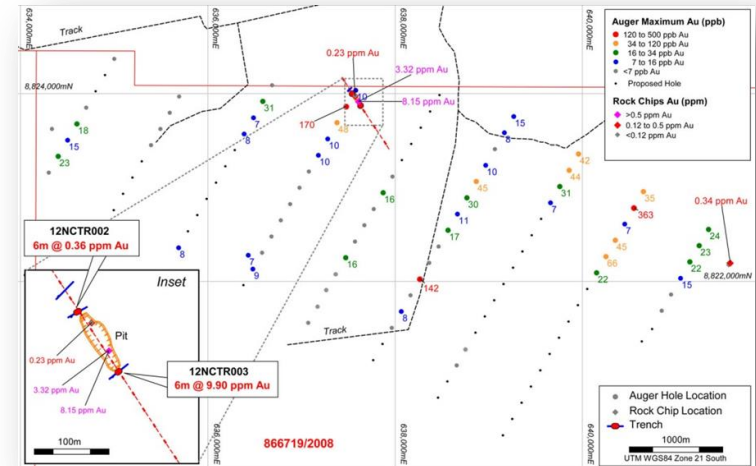 634,000mE
636,000mE
638,000mE
640,000mE
Track
8,824,000mN
0.23 ppm Au
3.32 ppm Au
8.15 ppm Au
10
170
48
31
7
8
10
10
18
15
23
15
8
10
45
30
11
17
42
44
31
7
35
363
7
45
66
22
0.34 ppm Au
24
23
22
15
8,822,000mN
16
16
8
7
9
142
8
Track
Auger Maximum Au (ppb)
120 to 500 ppb Au
34 to 120 ppb Au
16 to 34 ppb Au
7 to 16 ppb Au
<7 ppb Au
Proposed Hole
Rock Chips Au (ppm)
>0.5 ppm Au
0.12 to 0.5 ppm Au
<0.12 ppm Au
12NCTR002
6m @ 0.36 ppm Au
Inset
Pit
0.23 ppm Au
3.32 ppm Au
8.15 ppm Au
12NCTR003
6m @ 9.90 ppm Au
100m
866719/2008
636,000mE
638,000mE
640,000mE
Auger Hole Location
Rock Chip Location
Trench
1000m
UTM WGS84 Zone 21 South